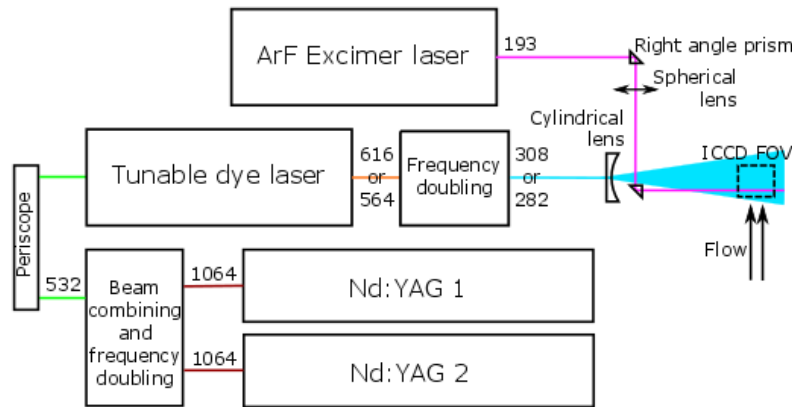 ArF Excimer laser
193
Right angle prism
Spherical
lens
Cylindrical
lens
ICCD FOV
Tunable dye laser
616
or
564
Frequency
doubling
308
or
282
Flow
Periscope
532
Beam
combining
and
frequency
doubling
1064
Nd:YAG 1
1064
Nd:YAG 2